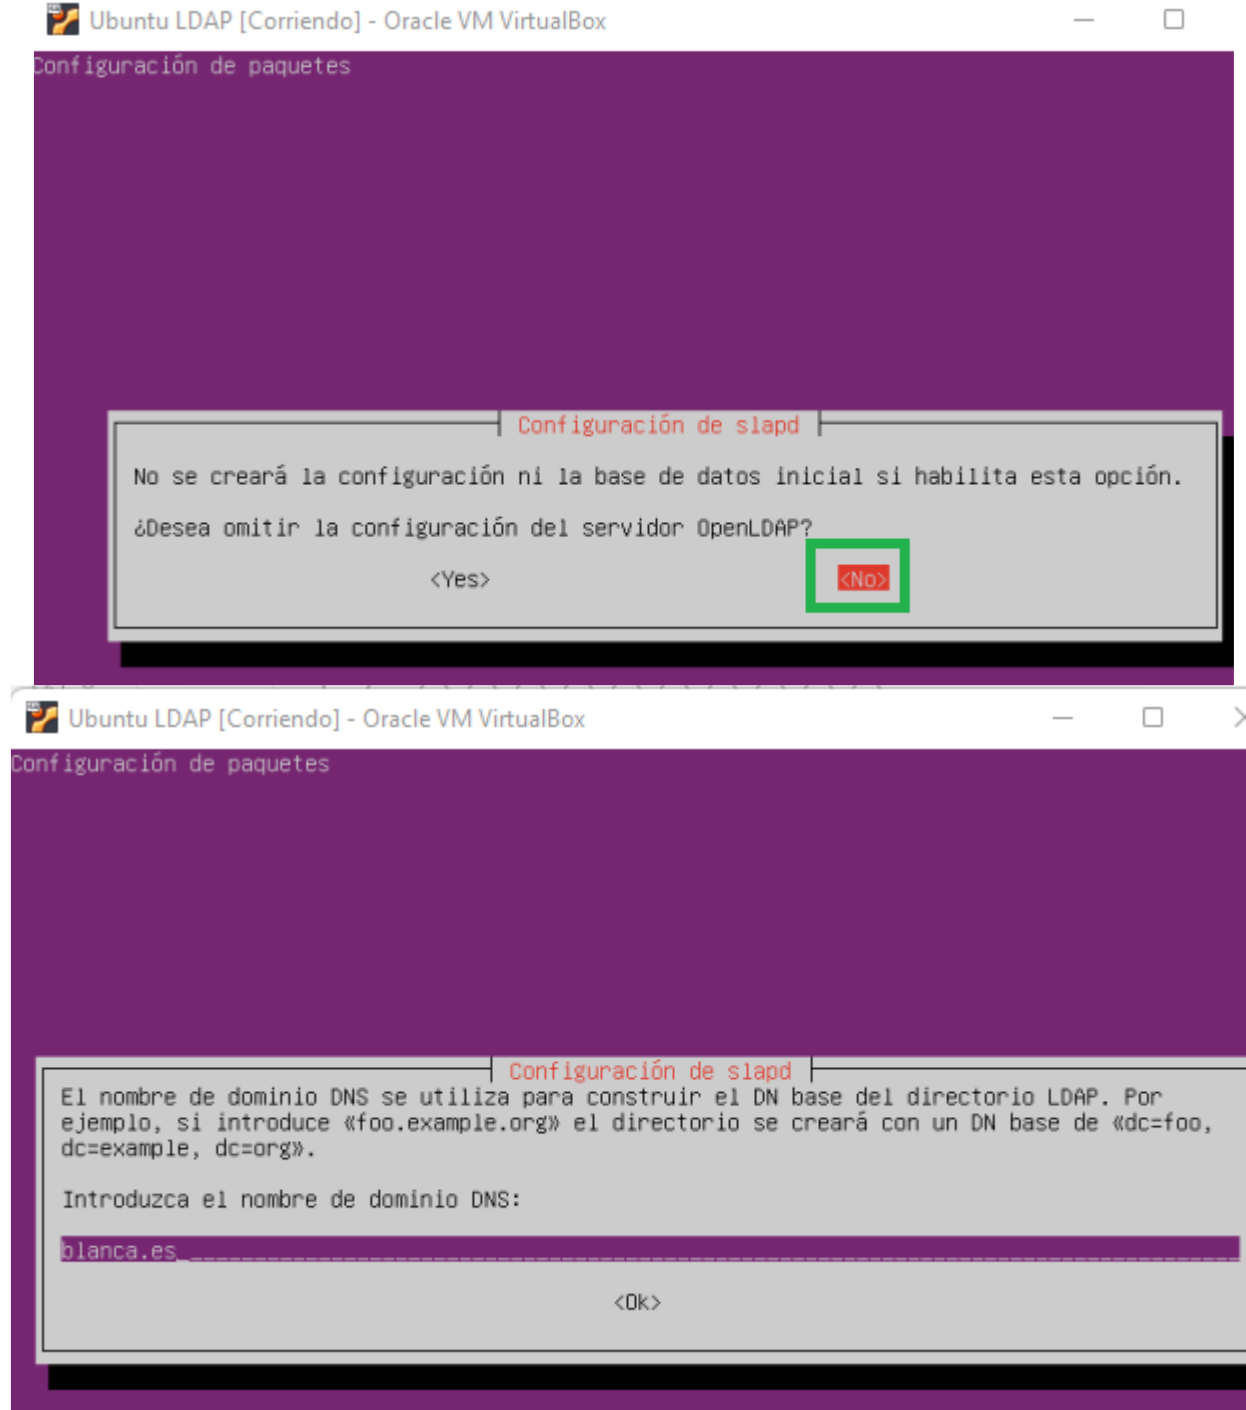 Ubuntu LDAP [Corriendo] - Oracle VM VirtualBox
Configuración de paquetes
Configuración de slapd
No se creará la configuración ni la base de datos inicial si habilita esta opción.
¿Desea omitir la configuración del servidor OpenLDAP?
<Yes> <No>
Ubuntu LDAP [Corriendo] - Oracle VM VirtualBox
Configuración de paquetes
Configuración de slapd
El nombre de dominio DNS se utiliza para construir el DN base del directorio LDAP. Por
ejemplo, si introduce «foo.example.org» el directorio se creará con un DN base de «dc=foo,
dc=example, dc=org».
Introduzca el nombre de dominio DNS:
blanca.es
<Ok>